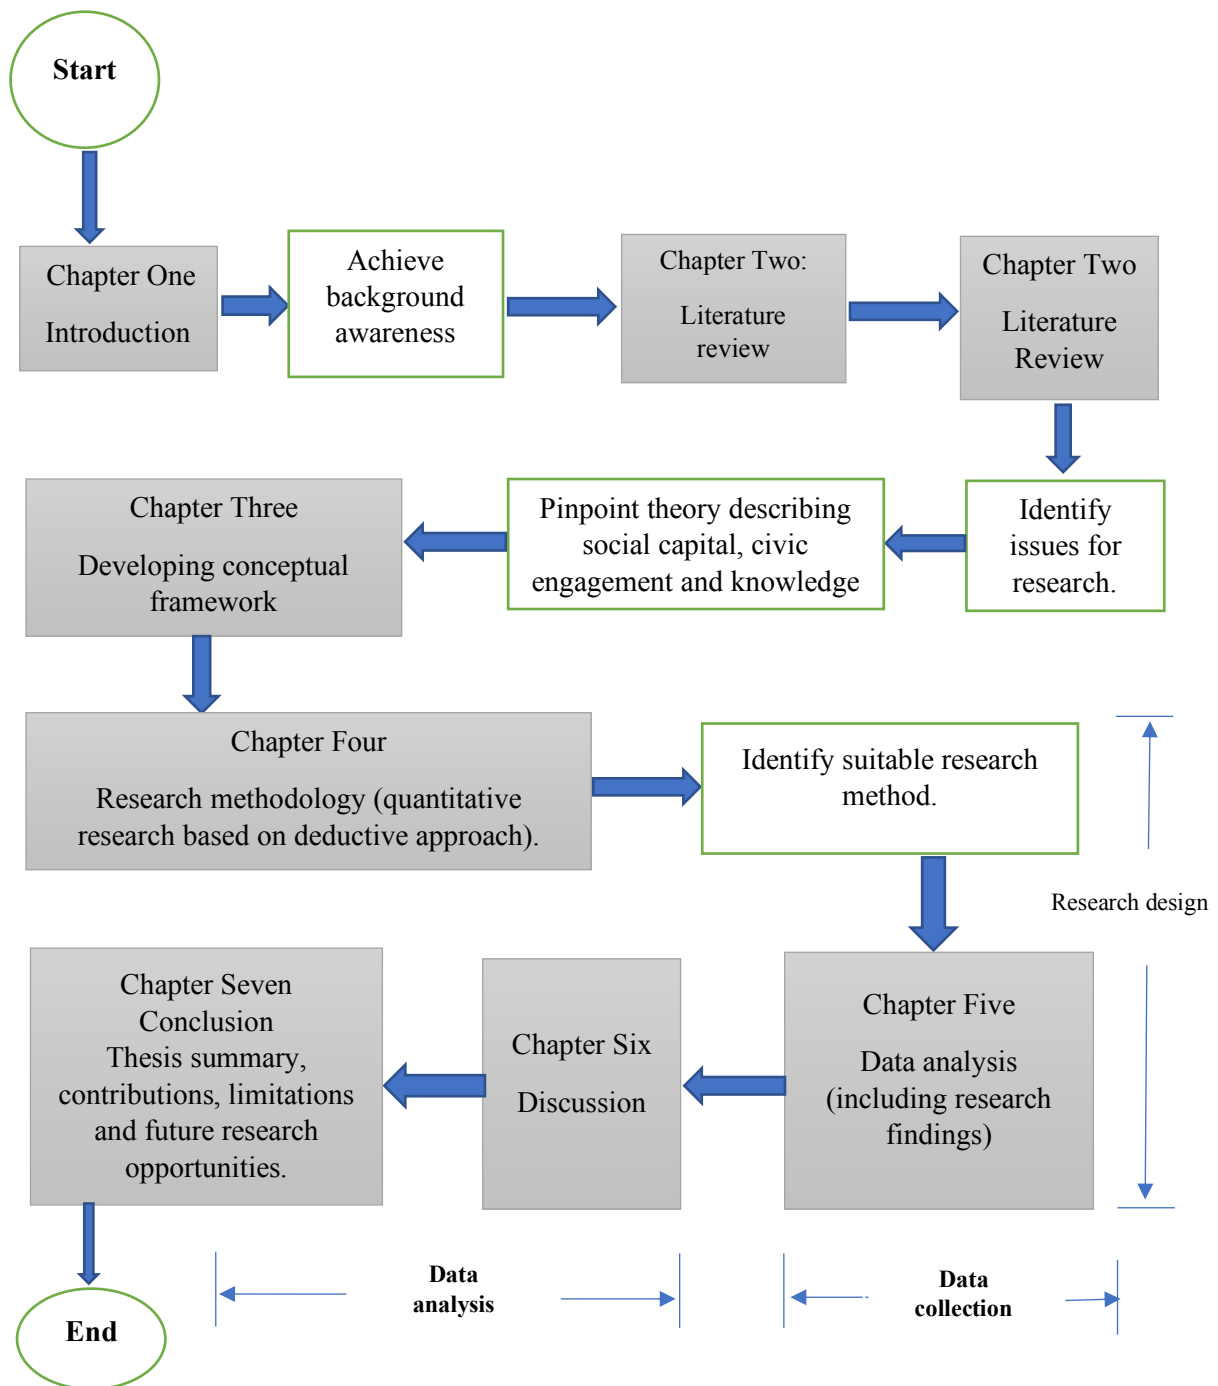 Start
Chapter One
Introduction
Achieve
background
awareness
Chapter Two:
Literature
review
Chapter Two
Literature
Review
Identify
issues for
research.
Pinpoint theory describing
social capital, civic
engagement and knowledge
Chapter Three
Developing conceptual
framework
Chapter Four
Research methodology (quantitative
research based on deductive approach).
Identify suitable research
method.
Research design
Chapter Five
Data analysis
(including research
findings)
Chapter Six
Discussion
Chapter Seven
Conclusion
Thesis summary,
contributions, limitations
and future research
opportunities.
Data
analysis
Data
collection
End